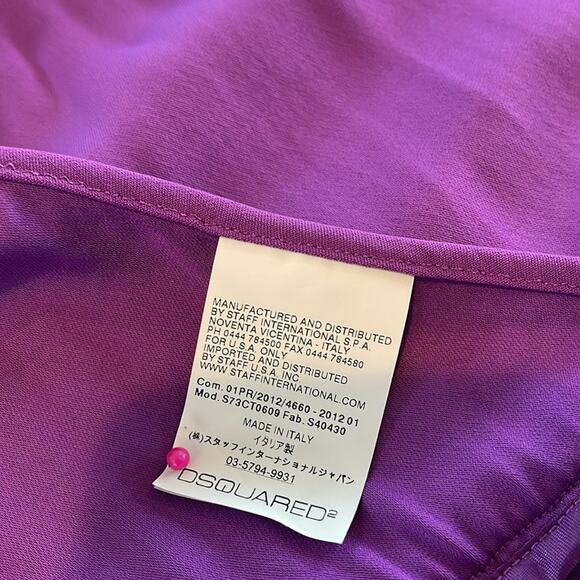 MANUFACTURED AND DISTRIBUTED
BY STAFF INTERNATIONAL S.P.A.
NOVENTA VICENTINA - ITALY
PH 0444 784500 FAX 0444 784580
FOR U.S.A. ONLY
IMPORTED AND DISTRIBUTED
BY STAFF U.S.A. INC.
WWW.STAFFINTERNATIONAL.COM
Com. 01PR/2012/4660 - 2012 01
Mod. S73CT0609 Fab. S40430
MADE IN ITALY
イタリア製
(株)スタッフインターナショナルジャパン
03-5794-9931
DSQUARED2